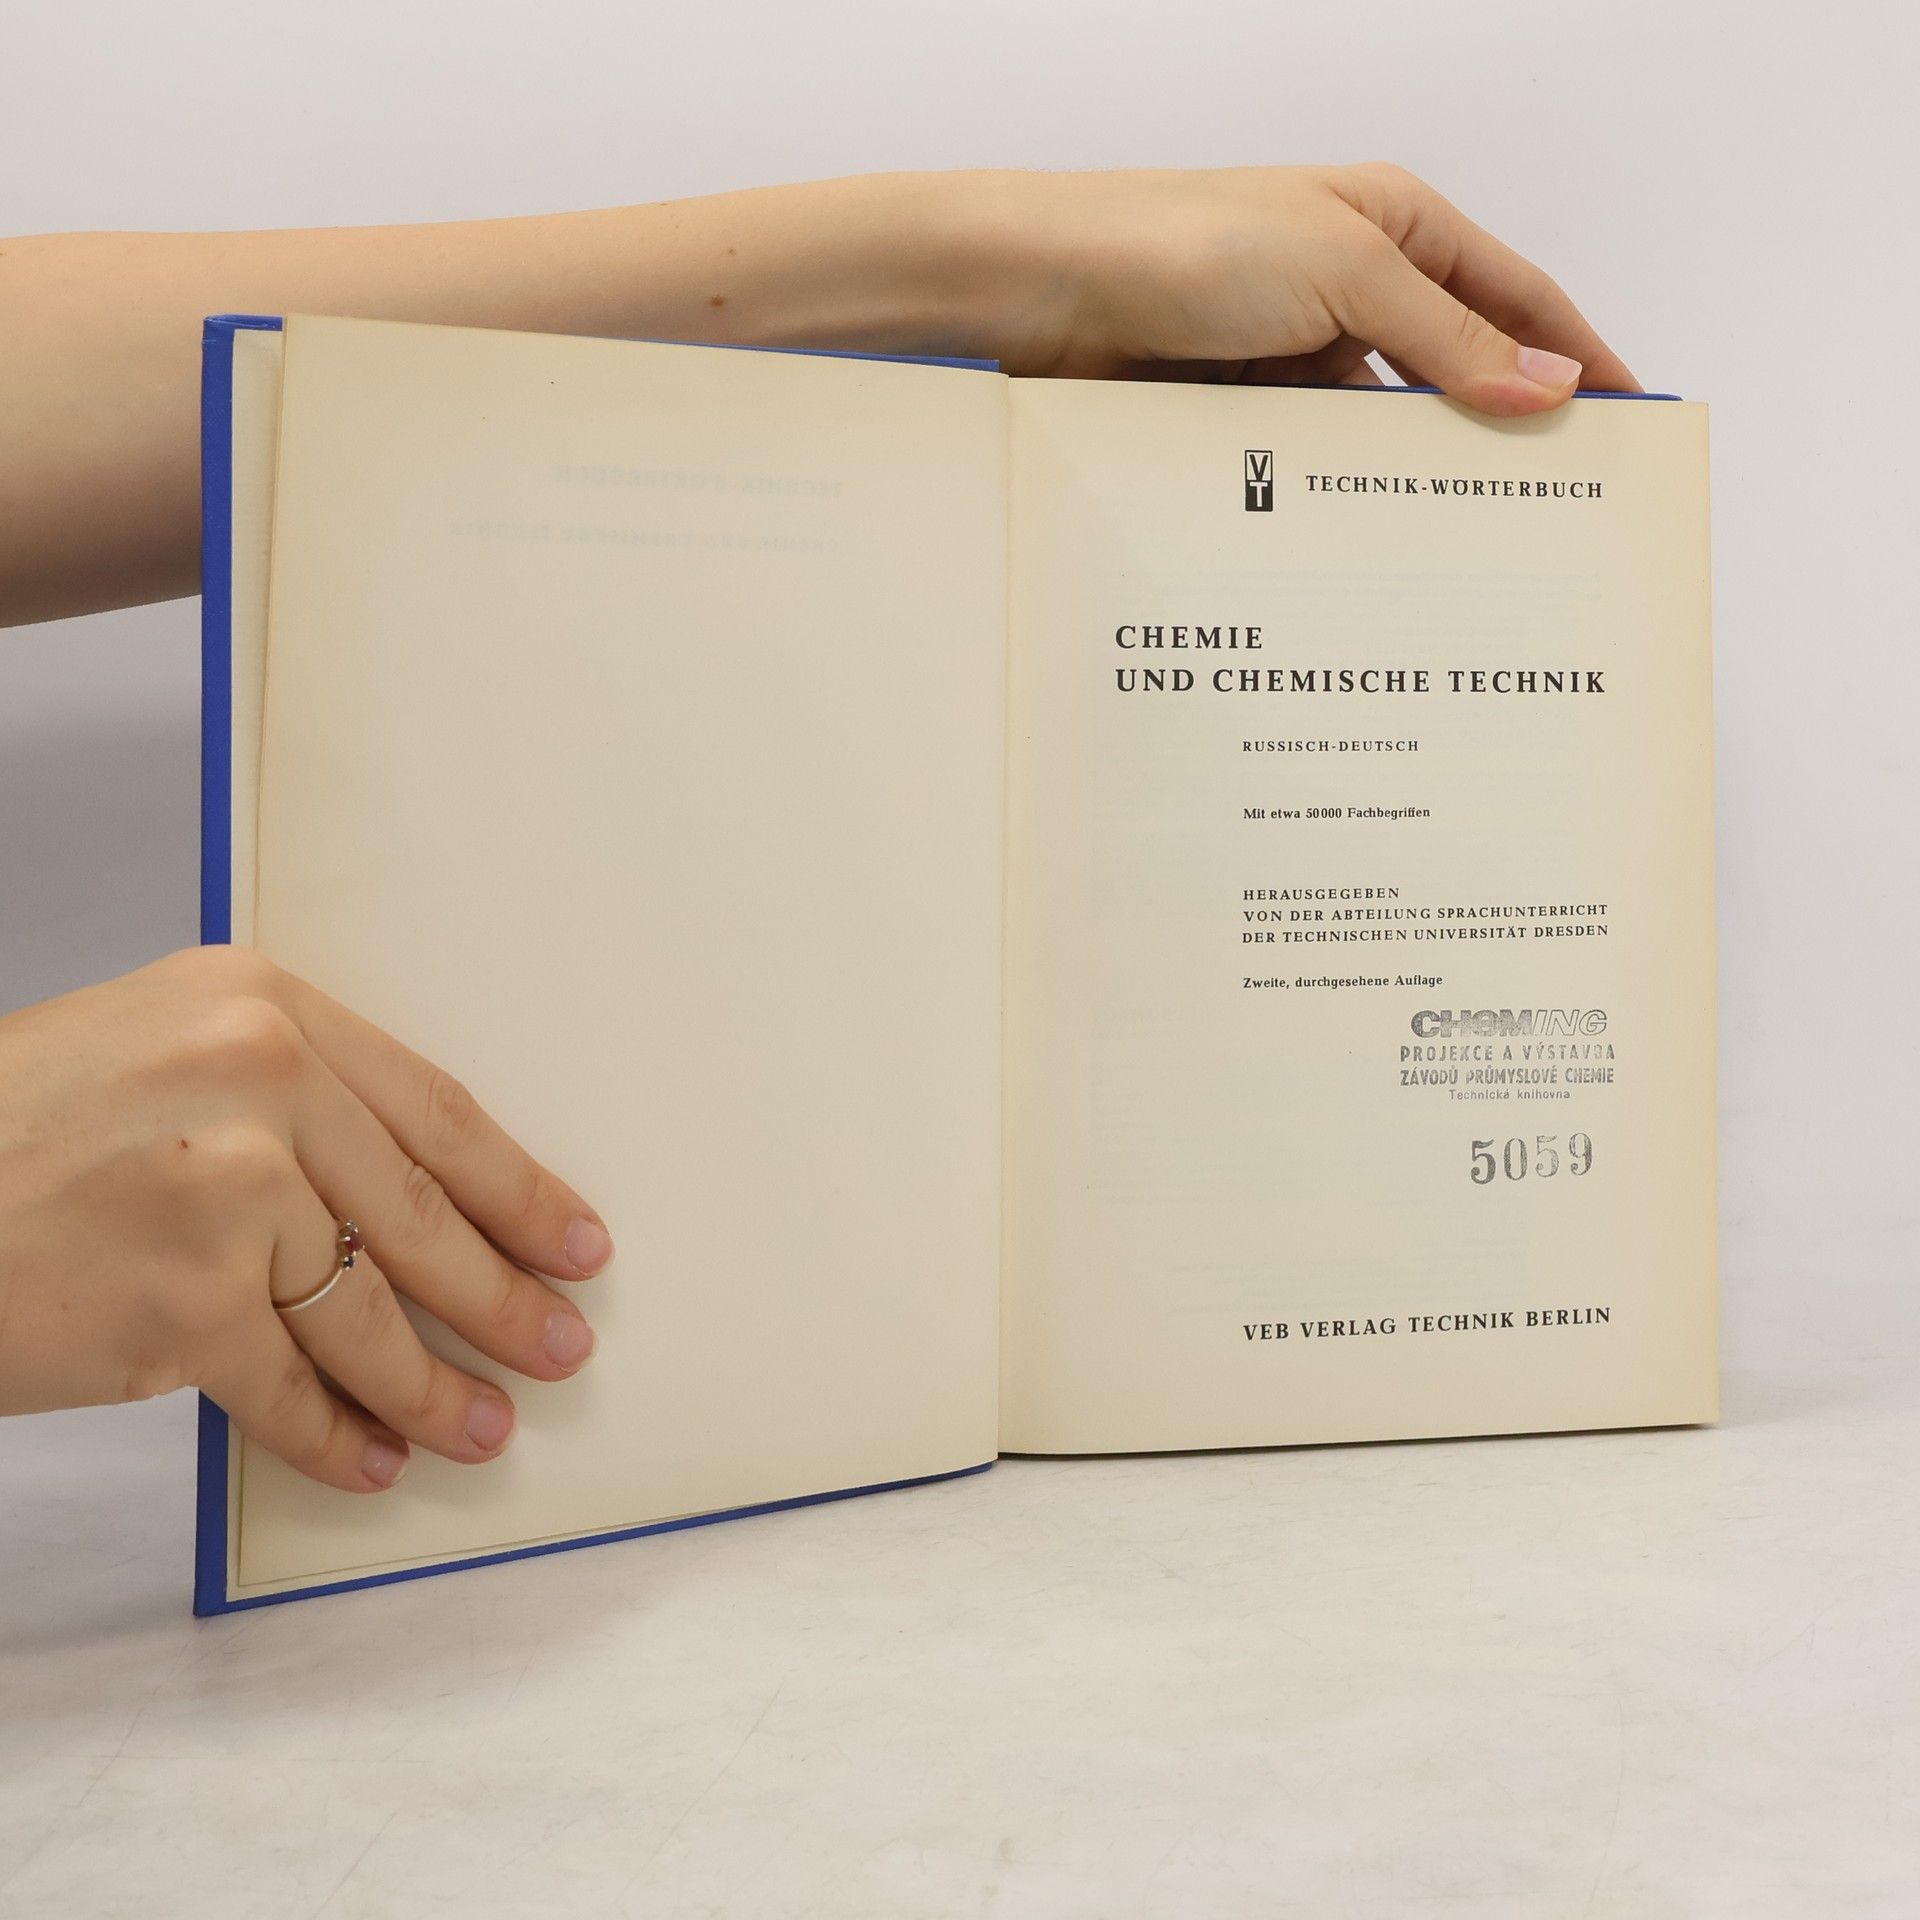 VT
TECHNIK-WÖRTERBUCH
CHEMIE
UND CHEMISCHE TECHNIK
RUSSISCH-DEUTSCH
Mit etwa 50000 Fachbegriffen
HERAUSGEGEBEN
VON DER ABTEILUNG SPRACHUNTERRICHT
DER TECHNISCHEN UNIVERSITÄT DRESDEN
Zweite, durchgesehene Auflage
CHEMING
PROJEKCE A VÝSTAVBA
ZÁVODŮ PRŮMYSLOVÉ CHEMIE
Technická knihovna
5059
VEB VERLAG TECHNIK BERLIN